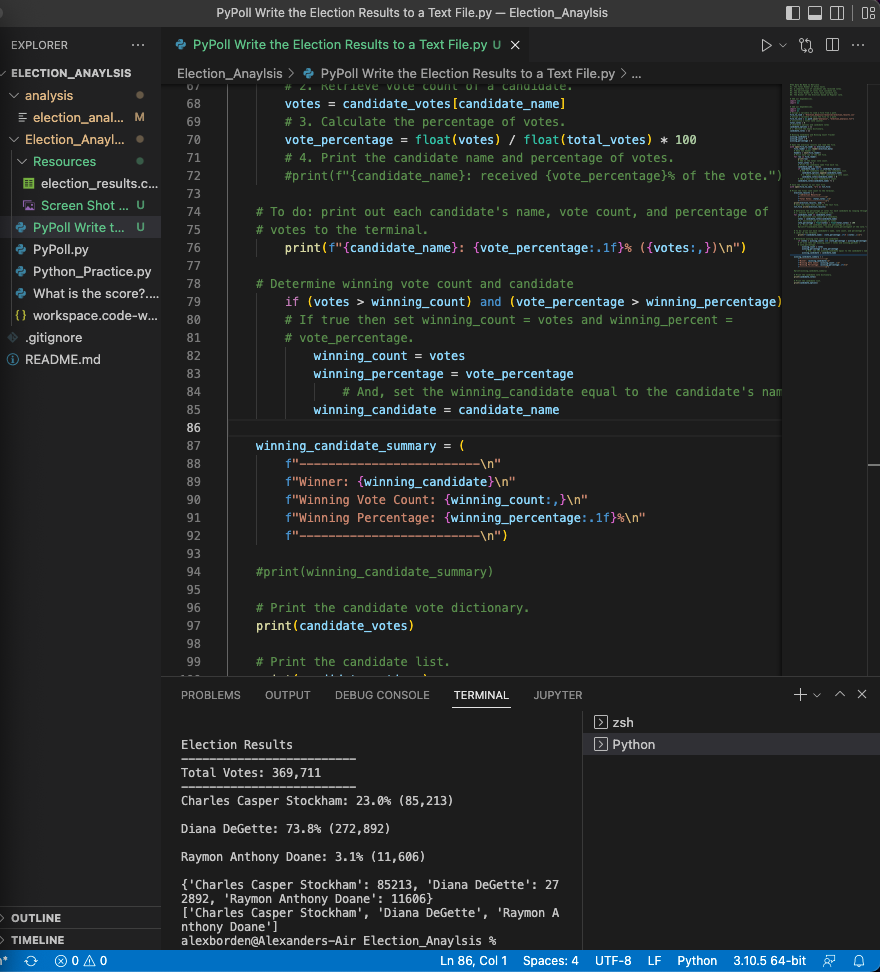 PyPoll Write the Election Results to a Text File.py — Election_Anaylsis
EXPLORER
ELECTION_ANAYLSIS
analysis
election_anal... M
Election_Anayl...
Resources
election_results.c...
Screen Shot ... U
PyPoll Write t... U
PyPoll.py
Python_Practice.py
What is the score?....
workspace.code-w...
.gitignore
README.md
OUTLINE
TIMELINE
PyPoll Write the Election Results to a Text File.py U
Election_Anaylsis > PyPoll Write the Election Results to a Text File.py > ...
67 # 2. Retrieve vote count of a candidate.
68 votes = candidate_votes[candidate_name]
69 # 3. Calculate the percentage of votes.
70 vote_percentage = float(votes) / float(total_votes) * 100
71 # 4. Print the candidate name and percentage of votes.
72 #print(f"{candidate_name}: received {vote_percentage}% of the vote.")
73
74 # To do: print out each candidate's name, vote count, and percentage of
75 # votes to the terminal.
76 print(f"{candidate_name}: {vote_percentage:.1f}% ({votes:,})\n")
77
78 # Determine winning vote count and candidate
79 if (votes > winning_count) and (vote_percentage > winning_percentage)
80 # If true then set winning_count = votes and winning_percent =
81 # vote_percentage.
82 winning_count = votes
83 winning_percentage = vote_percentage
84 # And, set the winning_candidate equal to the candidate's nam
85 winning_candidate = candidate_name
86
87 winning_candidate_summary = (
88 f"-------------------------\n"
89 f"Winner: {winning_candidate}\n"
90 f"Winning Vote Count: {winning_count:,}\n"
91 f"Winning Percentage: {winning_percentage:.1f}%\n"
92 f"-------------------------\n")
93
94 #print(winning_candidate_summary)
95
96 # Print the candidate vote dictionary.
97 print(candidate_votes)
98
99 # Print the candidate list.
PROBLEMS OUTPUT DEBUG CONSOLE TERMINAL JUPYTER
Election Results
-------------------------
Total Votes: 369,711
-------------------------
Charles Casper Stockham: 23.0% (85,213)
Diana DeGette: 73.8% (272,892)
Raymon Anthony Doane: 3.1% (11,606)
{'Charles Casper Stockham': 85213, 'Diana DeGette': 27
2892, 'Raymon Anthony Doane': 11606}
['Charles Casper Stockham', 'Diana DeGette', 'Raymon A
nthony Doane']
alexborden@Alexanders-Air Election_Anaylsis %
zsh
Python
0 0 Ln 86, Col 1 Spaces: 4 UTF-8 LF Python 3.10.5 64-bit